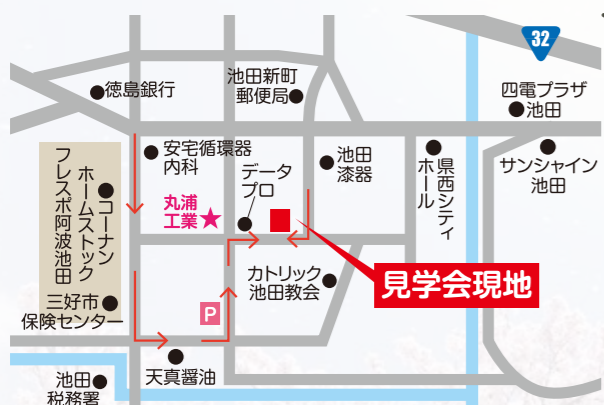 32
徳島銀行
池田新町
郵便局
四電プラザ
池田
安宅循環器
内科
池田
漆器
データ
プロ
県西シティ
ホール
サンシャイン
池田
コーナン
ホームストック
フレスポ阿波池田
丸浦
工業★
カトリック
池田教会
見学会現地
三好市
保険センター
P
天真醤油
池田
税務署